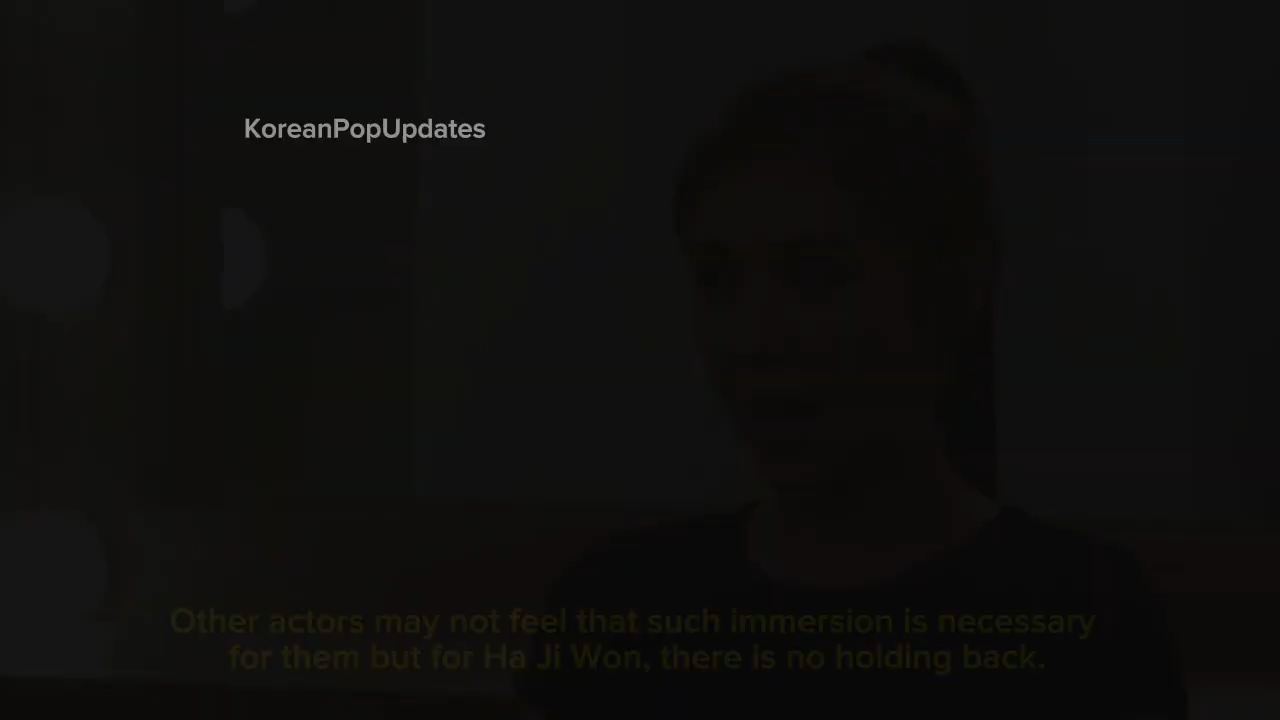 KoreanPopUpdates
Other actors may not feel that such immersion is necessary
for them but for Ha Ji Won, there is no holding back.